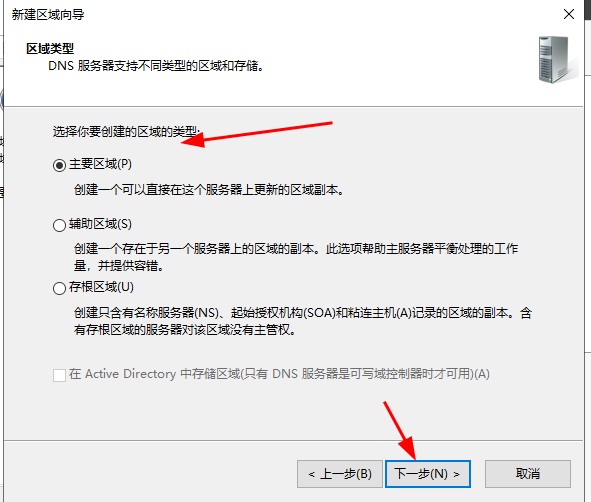 新建区域向导
区域类型
DNS 服务器支持不同类型的区域和存储。
选择你要创建的区域的类型:
主要区域(P)
创建一个可以直接在这个服务器上更新的区域副本。
辅助区域(S)
创建一个存在于另一个服务器上的区域的副本。此选项帮助主服务器平衡处理的工作
量，并提供容错。
存根区域(U)
创建只含有名称服务器(NS)、起始授权机构(SOA)和粘连主机(A)记录的区域的副本。含
有存根区域的服务器对该区域没有主管权。
在 Active Directory 中存储区域(只有 DNS 服务器是可写域控制器时才可用)(A)
< 上一步(B) 下一步(N) > 取消